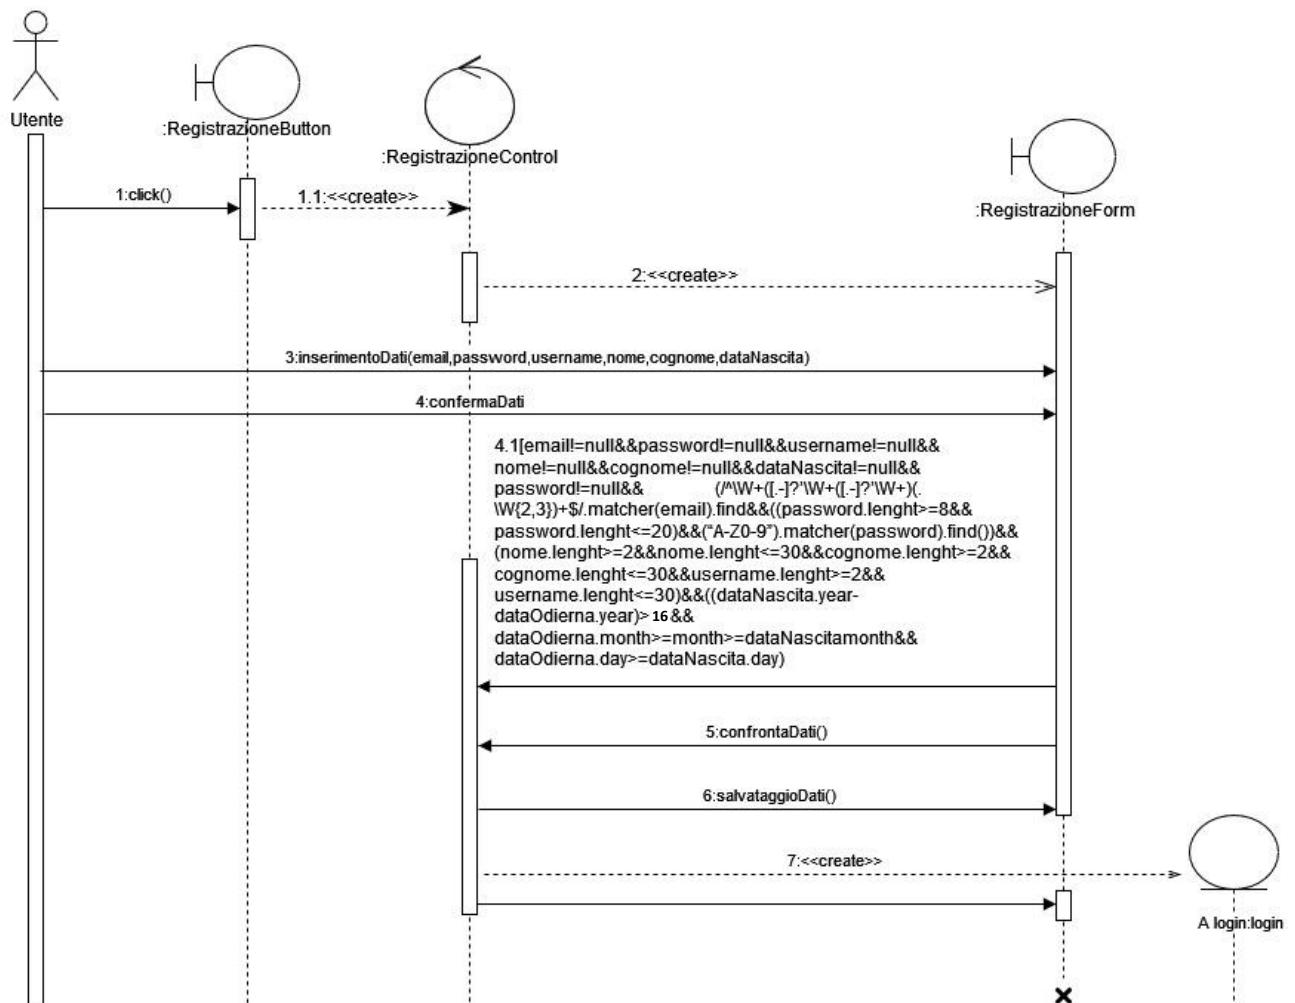 Utente
:RegistrazioneButton
:RegistrazioneControl
:RegistrazioneForm
1:click()
1.1:<<create>>
2:<<create>>
3:inserimentoDati(email,password,username,nome,cognome,dataNascita)
4:confermaDati
4.1[email!=null&&password!=null&&username!=null&&
nome!=null&&cognome!=null&&dataNascita!=null&&
password!=null&& (/^\W+([.-]?'\W+([.-]?'\W+)(.
\W{2,3})+$/.matcher(email).find&&((password.lenght>=8&&
password.lenght<=20)&&(“A-Z0-9”).matcher(password).find())&&
(nome.lenght>=2&&nome.lenght<=30&&cognome.lenght>=2&&
cognome.lenght<=30&&username.lenght>=2&&
username.lenght<=30)&&((dataNascita.year-
dataOdierna.year)> 16&&
dataOdierna.month>=month>=dataNascitamonth&&
dataOdierna.day>=dataNascita.day)
5:confrontaDati()
6:salvataggioDati()
7:<<create>>
A login:login